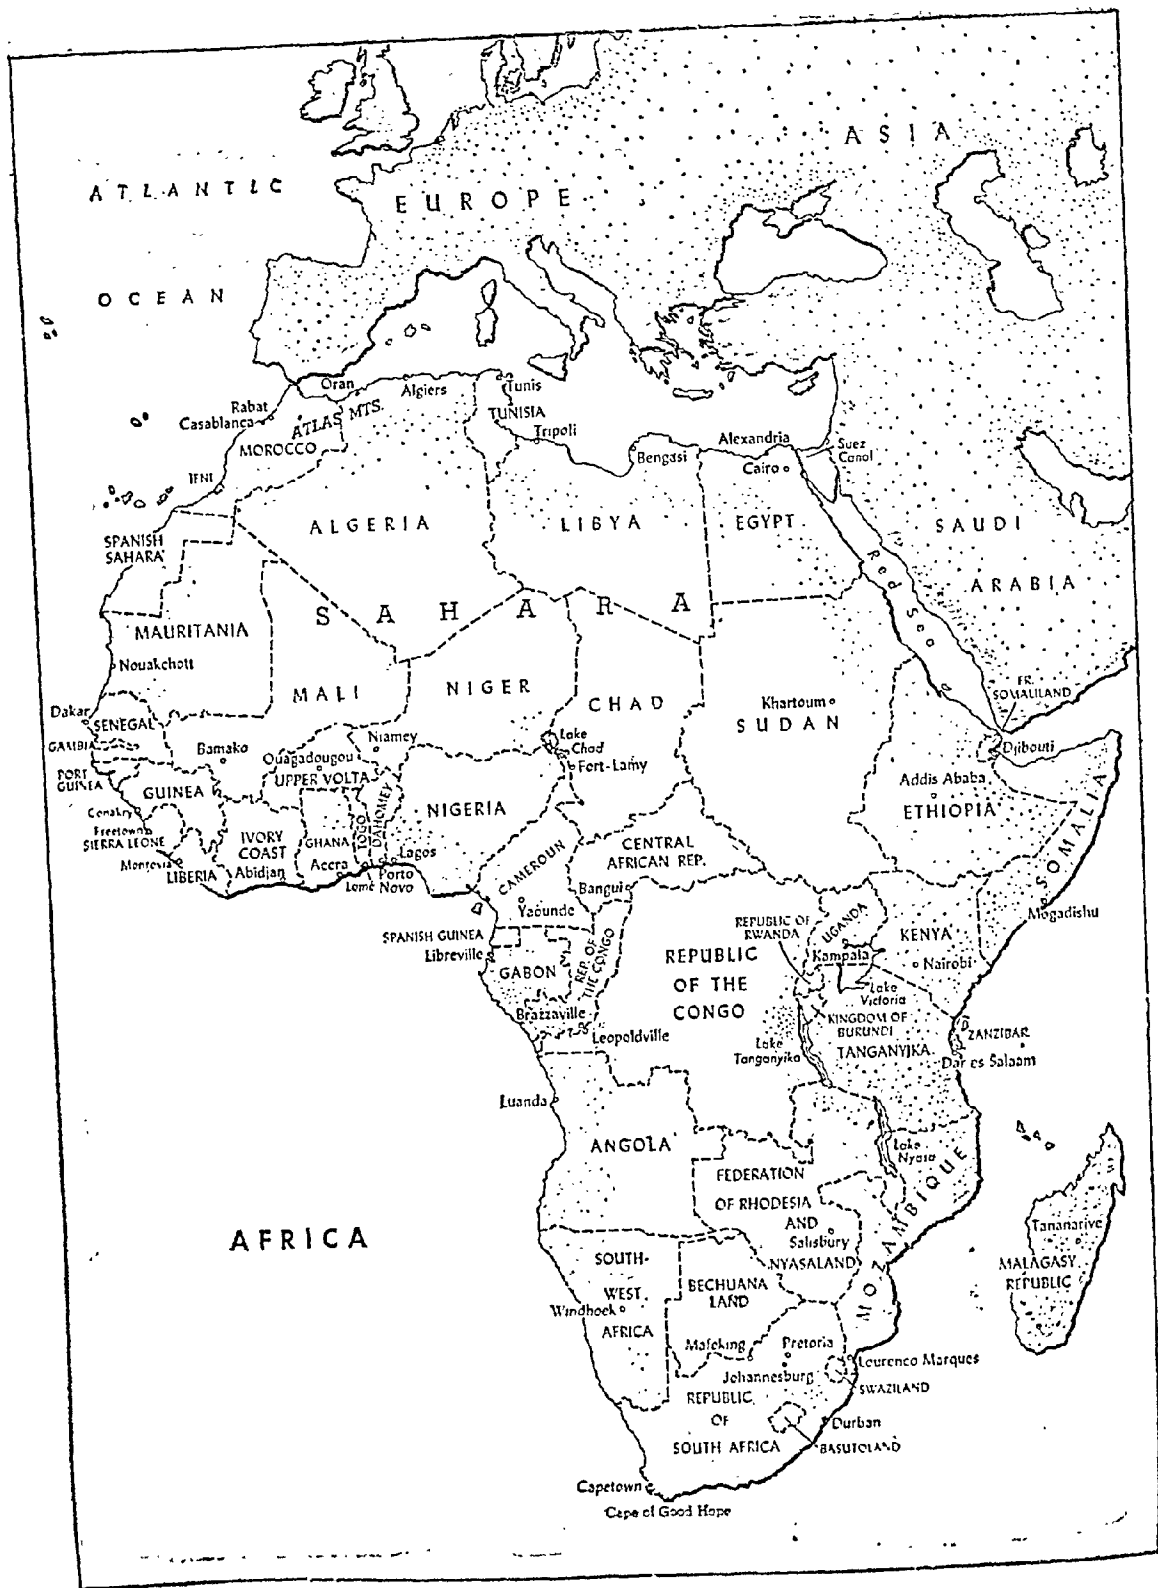 ASIA
ATLANTIC
EUROPE
OCEAN
Oran
Algiers
Tunis
Rabat
Casablanca
ATLAS MTS.
TUNISIA
Tripoli
MOROCCO
Bengasi
Alexandria
Suez
Canal
Cairo
IFNI
ALGERIA
LIBYA
EGYPT
SAUDI
SPANISH
SAHARA
Red Sea
ARABIA
SAHARA
MAURITANIA
Nouakchott
MALI
NIGER
CHAD
Khartoum
SUDAN
FR.
SOMALILAND
Dakar
SENEGAL
GAMBIA
Bamako
Niamey
Ouagadougou
UPPER VOLTA
Lake
Chad
Fort-Lamy
Djibouti
PORT
GUINEA
GUINEA
NIGERIA
Addis Ababa
ETHIOPIA
Conakry
Freetown
SIERRA LEONE
IVORY
COAST
GHANA
TOGO
DAHOMEY
CENTRAL
AFRICAN REP.
SOMALIA
Monrovia
LIBERIA
Abidjan
Accra
Lagos
Lomé
Porto
Novo
CAMEROUN
Bangui
Yaounde
Mogadishu
SPANISH GUINEA
Libreville
GABON
REP. OF
THE CONGO
REPUBLIC
OF THE
CONGO
REPUBLIC OF
RWANDA
UGANDA
KENYA
Kampala
Nairobi
Lake
Victoria
Brazzaville
Leopoldville
KINGDOM OF
BURUNDI
ZANZIBAR
Lake
Tanganyika
TANGANYIKA
Dar es Salaam
Luanda
ANGOLA
Lake
Nyasa
FEDERATION
OF RHODESIA
AND
Salisbury
NYASALAND
MOZAMBIQUE
Tananarive
MALAGASY
REPUBLIC
AFRICA
SOUTH-
WEST
AFRICA
Windhoek
BECHUANA
LAND
Mafeking
Pretoria
Johannesburg
Lourenco Marques
SWAZILAND
REPUBLIC
OF
SOUTH AFRICA
Durban
BASUTOLAND
Capetown
Cape of Good Hope